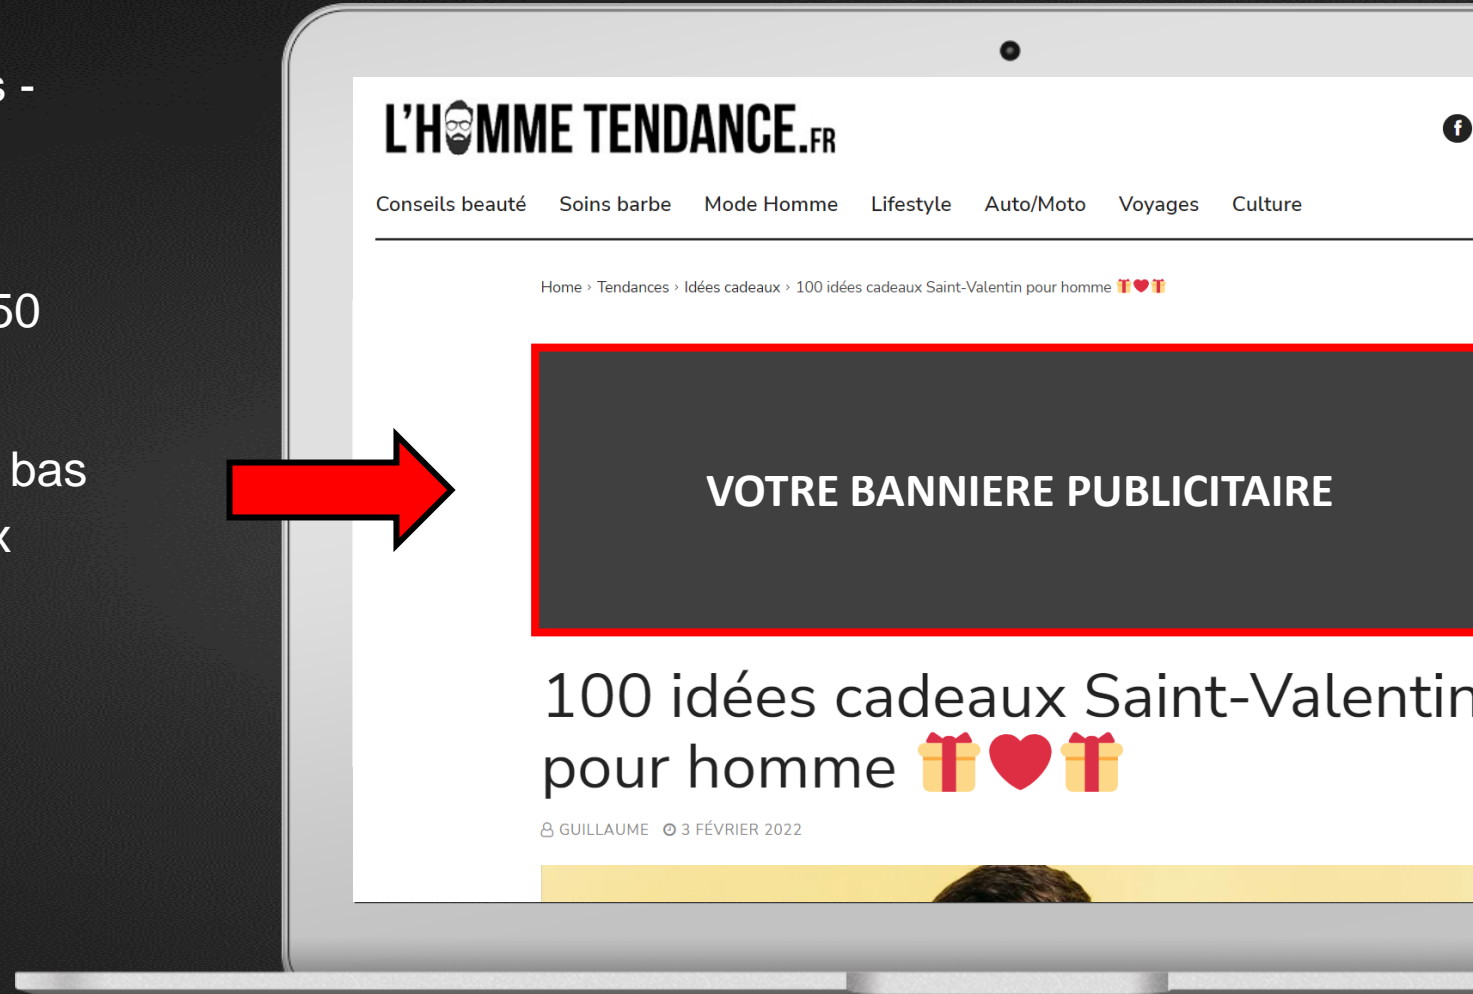 s -
50
bas
x
L'HOMME TENDANCE.FR
Conseils beauté Soins barbe Mode Homme Lifestyle Auto/Moto Voyages Culture
Home › Tendances › Idées cadeaux › 100 idées cadeaux Saint-Valentin pour homme 🎁❤️🎁
VOTRE BANNIERE PUBLICITAIRE
100 idées cadeaux Saint-Valentin
pour homme 🎁❤️🎁
GUILLAUME 3 FÉVRIER 2022